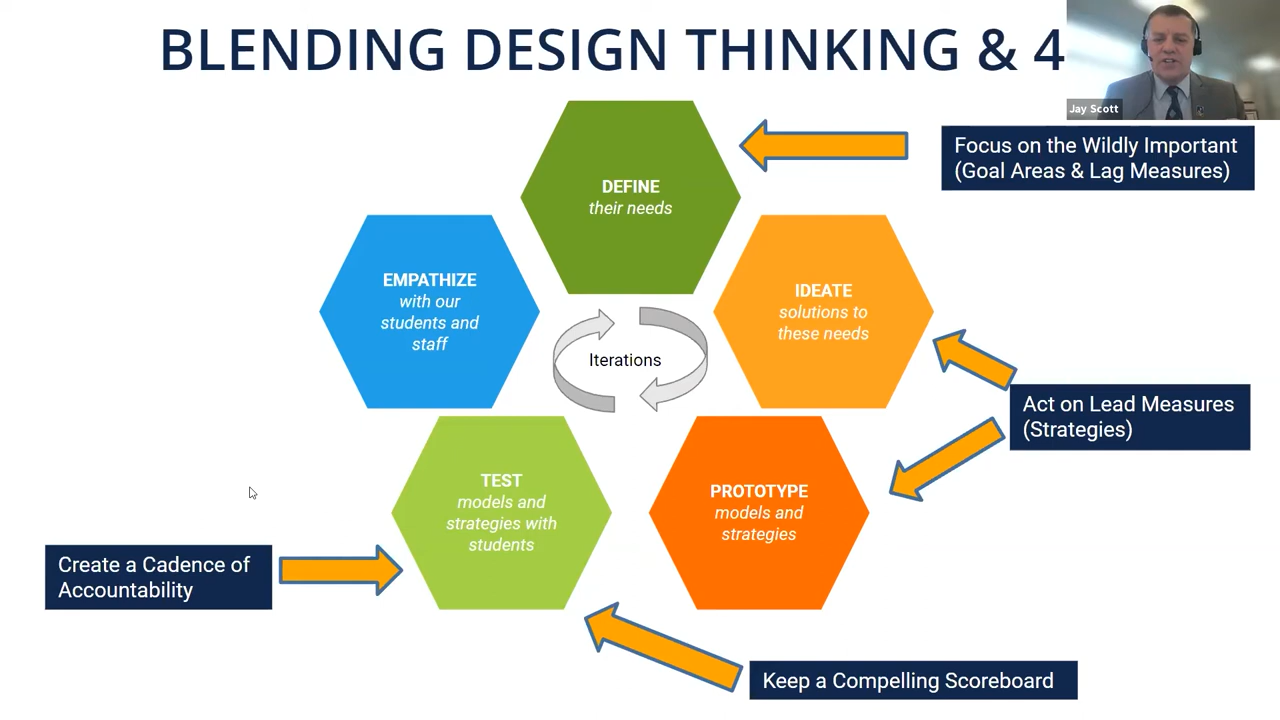 BLENDING DESIGN THINKING & 4
Jay Scott
Focus on the Wildly Important
(Goal Areas & Lag Measures)
DEFINE
their needs
EMPATHIZE
with our
students and
staff
IDEATE
solutions to
these needs
Iterations
Act on Lead Measures
(Strategies)
TEST
models and
strategies with
students
PROTOTYPE
models and
strategies
Create a Cadence of
Accountability
Keep a Compelling Scoreboard